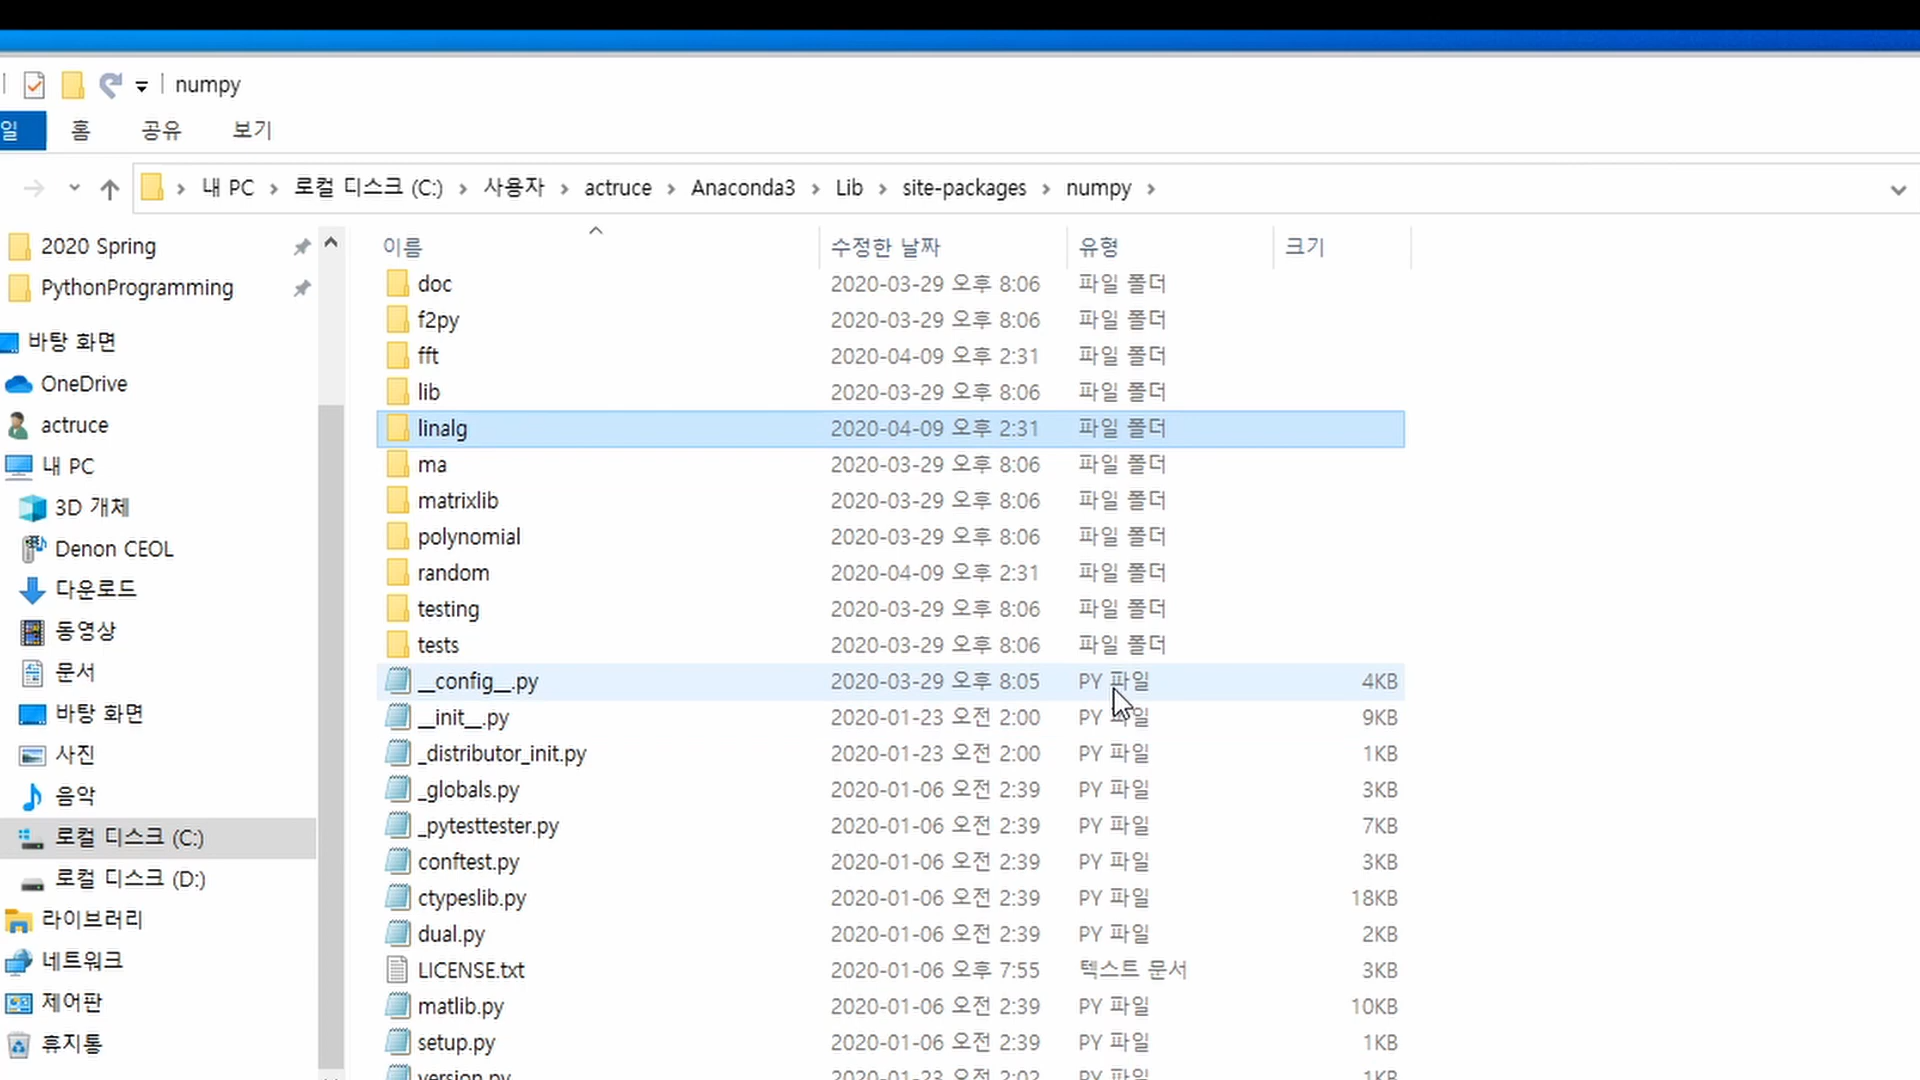 numpy
일 홈 공유 보기
내 PC › 로컬 디스크 (C:) › 사용자 › actruce › Anaconda3 › Lib › site-packages › numpy ›
2020 Spring
PythonProgramming
바탕 화면
OneDrive
actruce
내 PC
3D 개체
Denon CEOL
다운로드
동영상
문서
바탕 화면
사진
음악
로컬 디스크 (C:)
로컬 디스크 (D:)
라이브러리
네트워크
제어판
휴지통
이름 수정한 날짜 유형 크기
doc 2020-03-29 오후 8:06 파일 폴더
f2py 2020-03-29 오후 8:06 파일 폴더
fft 2020-04-09 오후 2:31 파일 폴더
lib 2020-03-29 오후 8:06 파일 폴더
linalg 2020-04-09 오후 2:31 파일 폴더
ma 2020-03-29 오후 8:06 파일 폴더
matrixlib 2020-03-29 오후 8:06 파일 폴더
polynomial 2020-03-29 오후 8:06 파일 폴더
random 2020-04-09 오후 2:31 파일 폴더
testing 2020-03-29 오후 8:06 파일 폴더
tests 2020-03-29 오후 8:06 파일 폴더
__config__.py 2020-03-29 오후 8:05 PY 파일 4KB
__init__.py 2020-01-23 오전 2:00 PY 파일 9KB
_distributor_init.py 2020-01-23 오전 2:00 PY 파일 1KB
_globals.py 2020-01-06 오전 2:39 PY 파일 3KB
_pytesttester.py 2020-01-06 오전 2:39 PY 파일 7KB
conftest.py 2020-01-06 오전 2:39 PY 파일 3KB
ctypeslib.py 2020-01-06 오전 2:39 PY 파일 18KB
dual.py 2020-01-06 오전 2:39 PY 파일 2KB
LICENSE.txt 2020-01-06 오후 7:55 텍스트 문서 3KB
matlib.py 2020-01-06 오전 2:39 PY 파일 10KB
setup.py 2020-01-06 오전 2:39 PY 파일 1KB
version.py 2020-01-23 오전 2:02 PY 파일 1KB